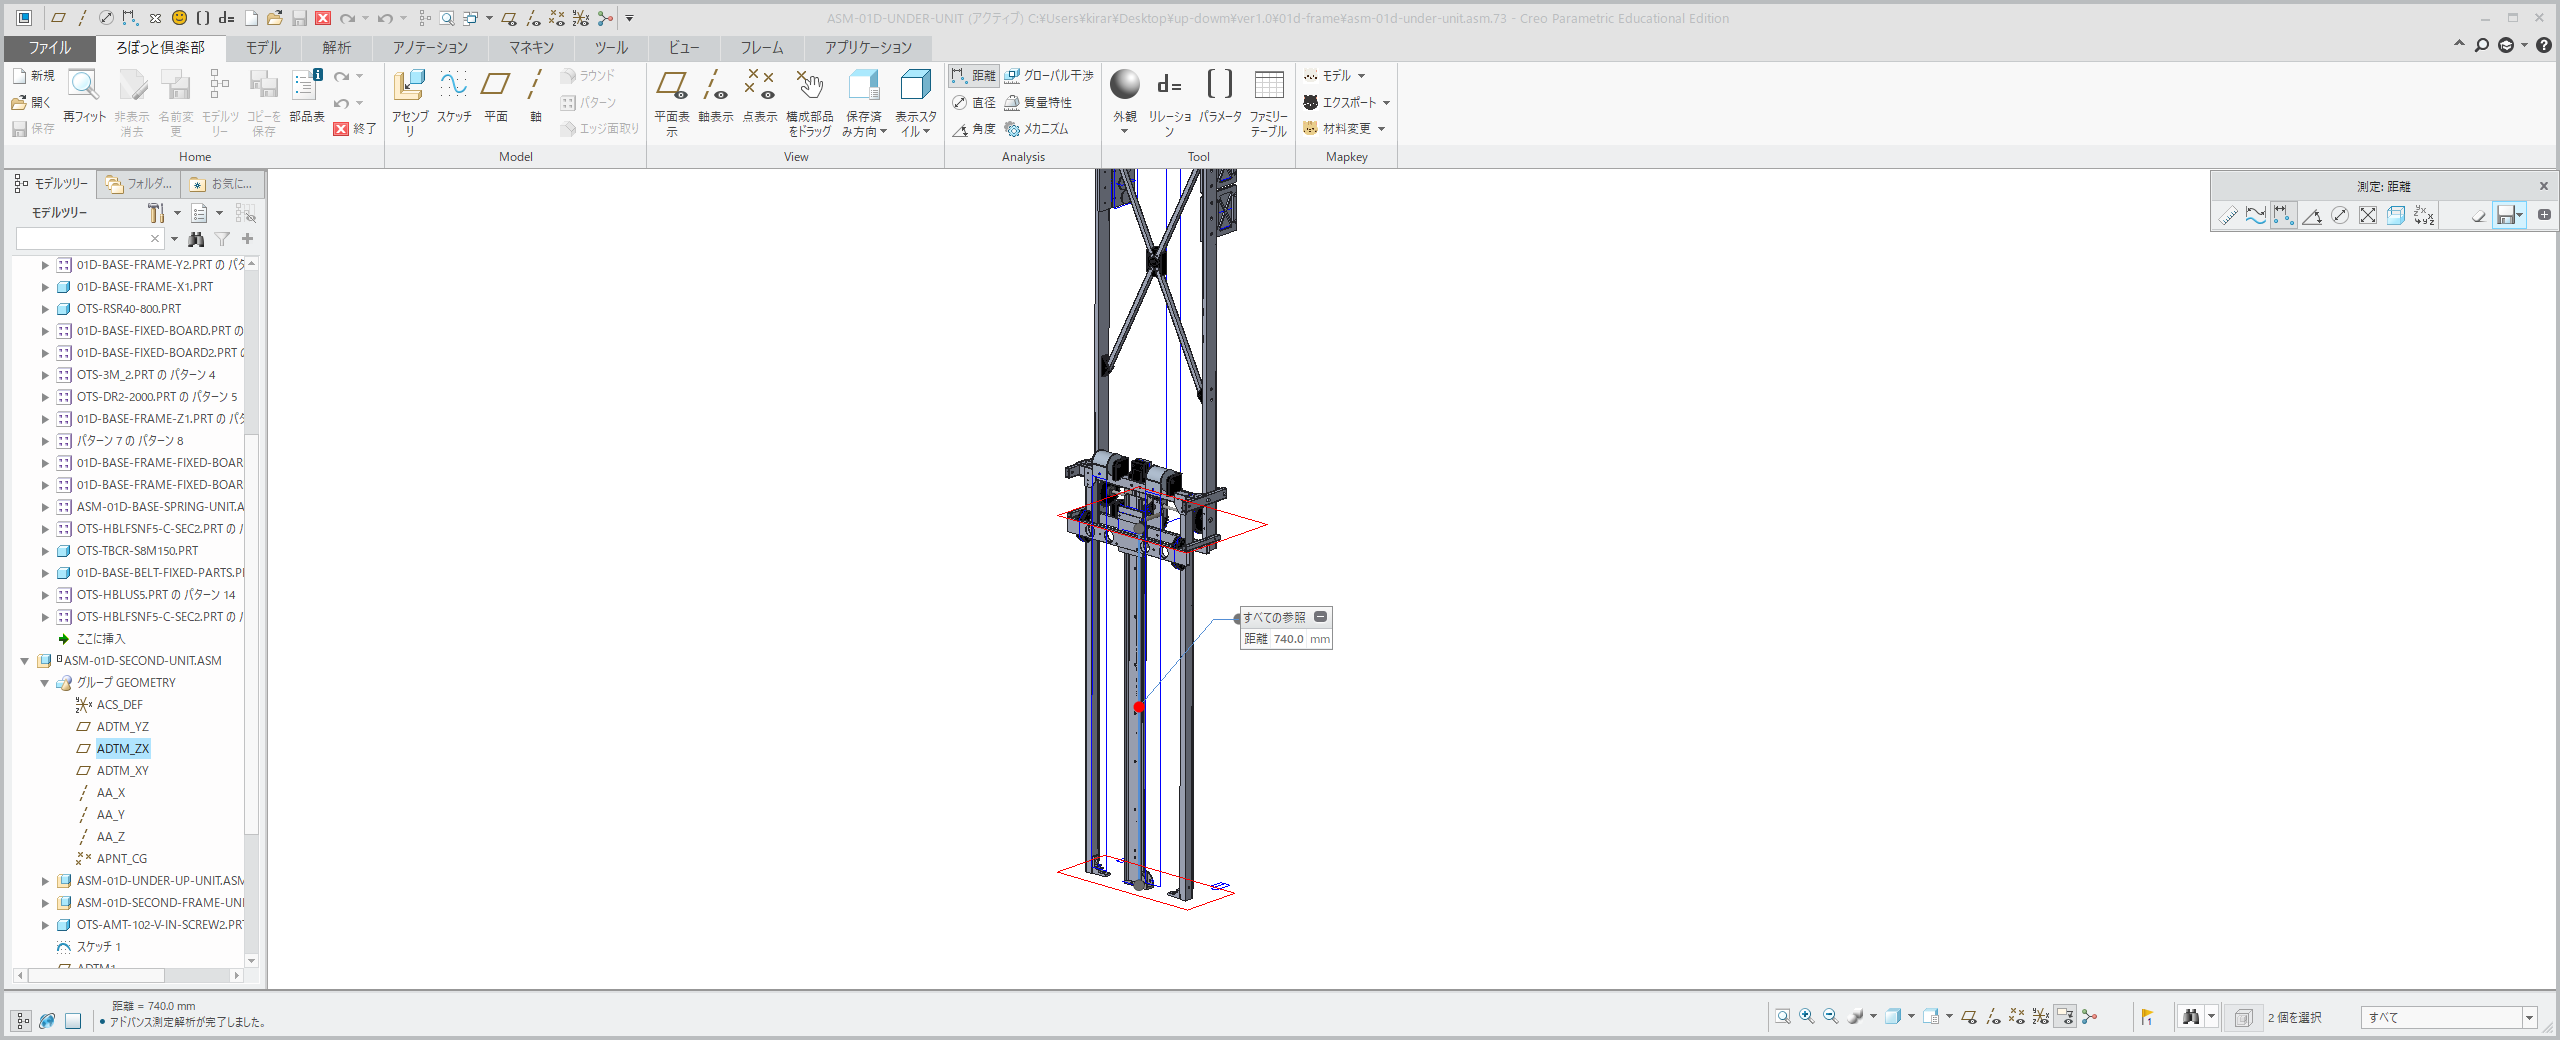 ASM-01D-UNDER-UNIT (アクティブ) C:¥Users¥kirar¥Desktop¥up-dowm¥ver1.0¥01d-frame¥asm-01d-under-unit.asm.73 - Creo Parametric Educational Edition
ファイル ろぼっと倶楽部 モデル 解析 アノテーション マネキン ツール ビュー フレーム アプリケーション
新規
開く
保存
再フィット
非表示消去
名前変更
モデルツリー
コピーを保存
部品表
終了
アセンブリ
スケッチ
平面
軸
ラウンド
パターン
エッジ面取り
平面表示
軸表示
点表示
構成部品をドラッグ
保存済み方向
表示スタイル
距離
直径
角度
グローバル干渉
質量特性
メカニズム
外観
リレーション
パラメータ
ファミリーテーブル
モデル
エクスポート
材料変更
Home Model View Analysis Tool Mapkey
モデルツリー フォルダ... お気に...
モデルツリー
01D-BASE-FRAME-Y2.PRT の パタ
01D-BASE-FRAME-X1.PRT
OTS-RSR40-800.PRT
01D-BASE-FIXED-BOARD.PRT の
01D-BASE-FIXED-BOARD2.PRT の
OTS-3M_2.PRT の パターン 4
OTS-DR2-2000.PRT の パターン 5
01D-BASE-FRAME-Z1.PRT の パタ
パターン 7 の パターン 8
01D-BASE-FRAME-FIXED-BOAR
01D-BASE-FRAME-FIXED-BOAR
ASM-01D-BASE-SPRING-UNIT.A
OTS-HBLFSNF5-C-SEC2.PRT の
OTS-TBCR-S8M150.PRT
01D-BASE-BELT-FIXED-PARTS.P
OTS-HBLUS5.PRT の パターン 14
OTS-HBLFSNF5-C-SEC2.PRT の
ここに挿入
ASM-01D-SECOND-UNIT.ASM
グループ GEOMETRY
ACS_DEF
ADTM_YZ
ADTM_ZX
ADTM_XY
AA_X
AA_Y
AA_Z
APNT_CG
ASM-01D-UNDER-UP-UNIT.ASM
ASM-01D-SECOND-FRAME-UNI
OTS-AMT-102-V-IN-SCREW2.PRT
スケッチ 1
ADTM1
測定: 距離
すべての参照
距離 740.0 mm
距離 = 740.0 mm
• アドバンス測定解析が完了しました。
2 個を選択
すべて